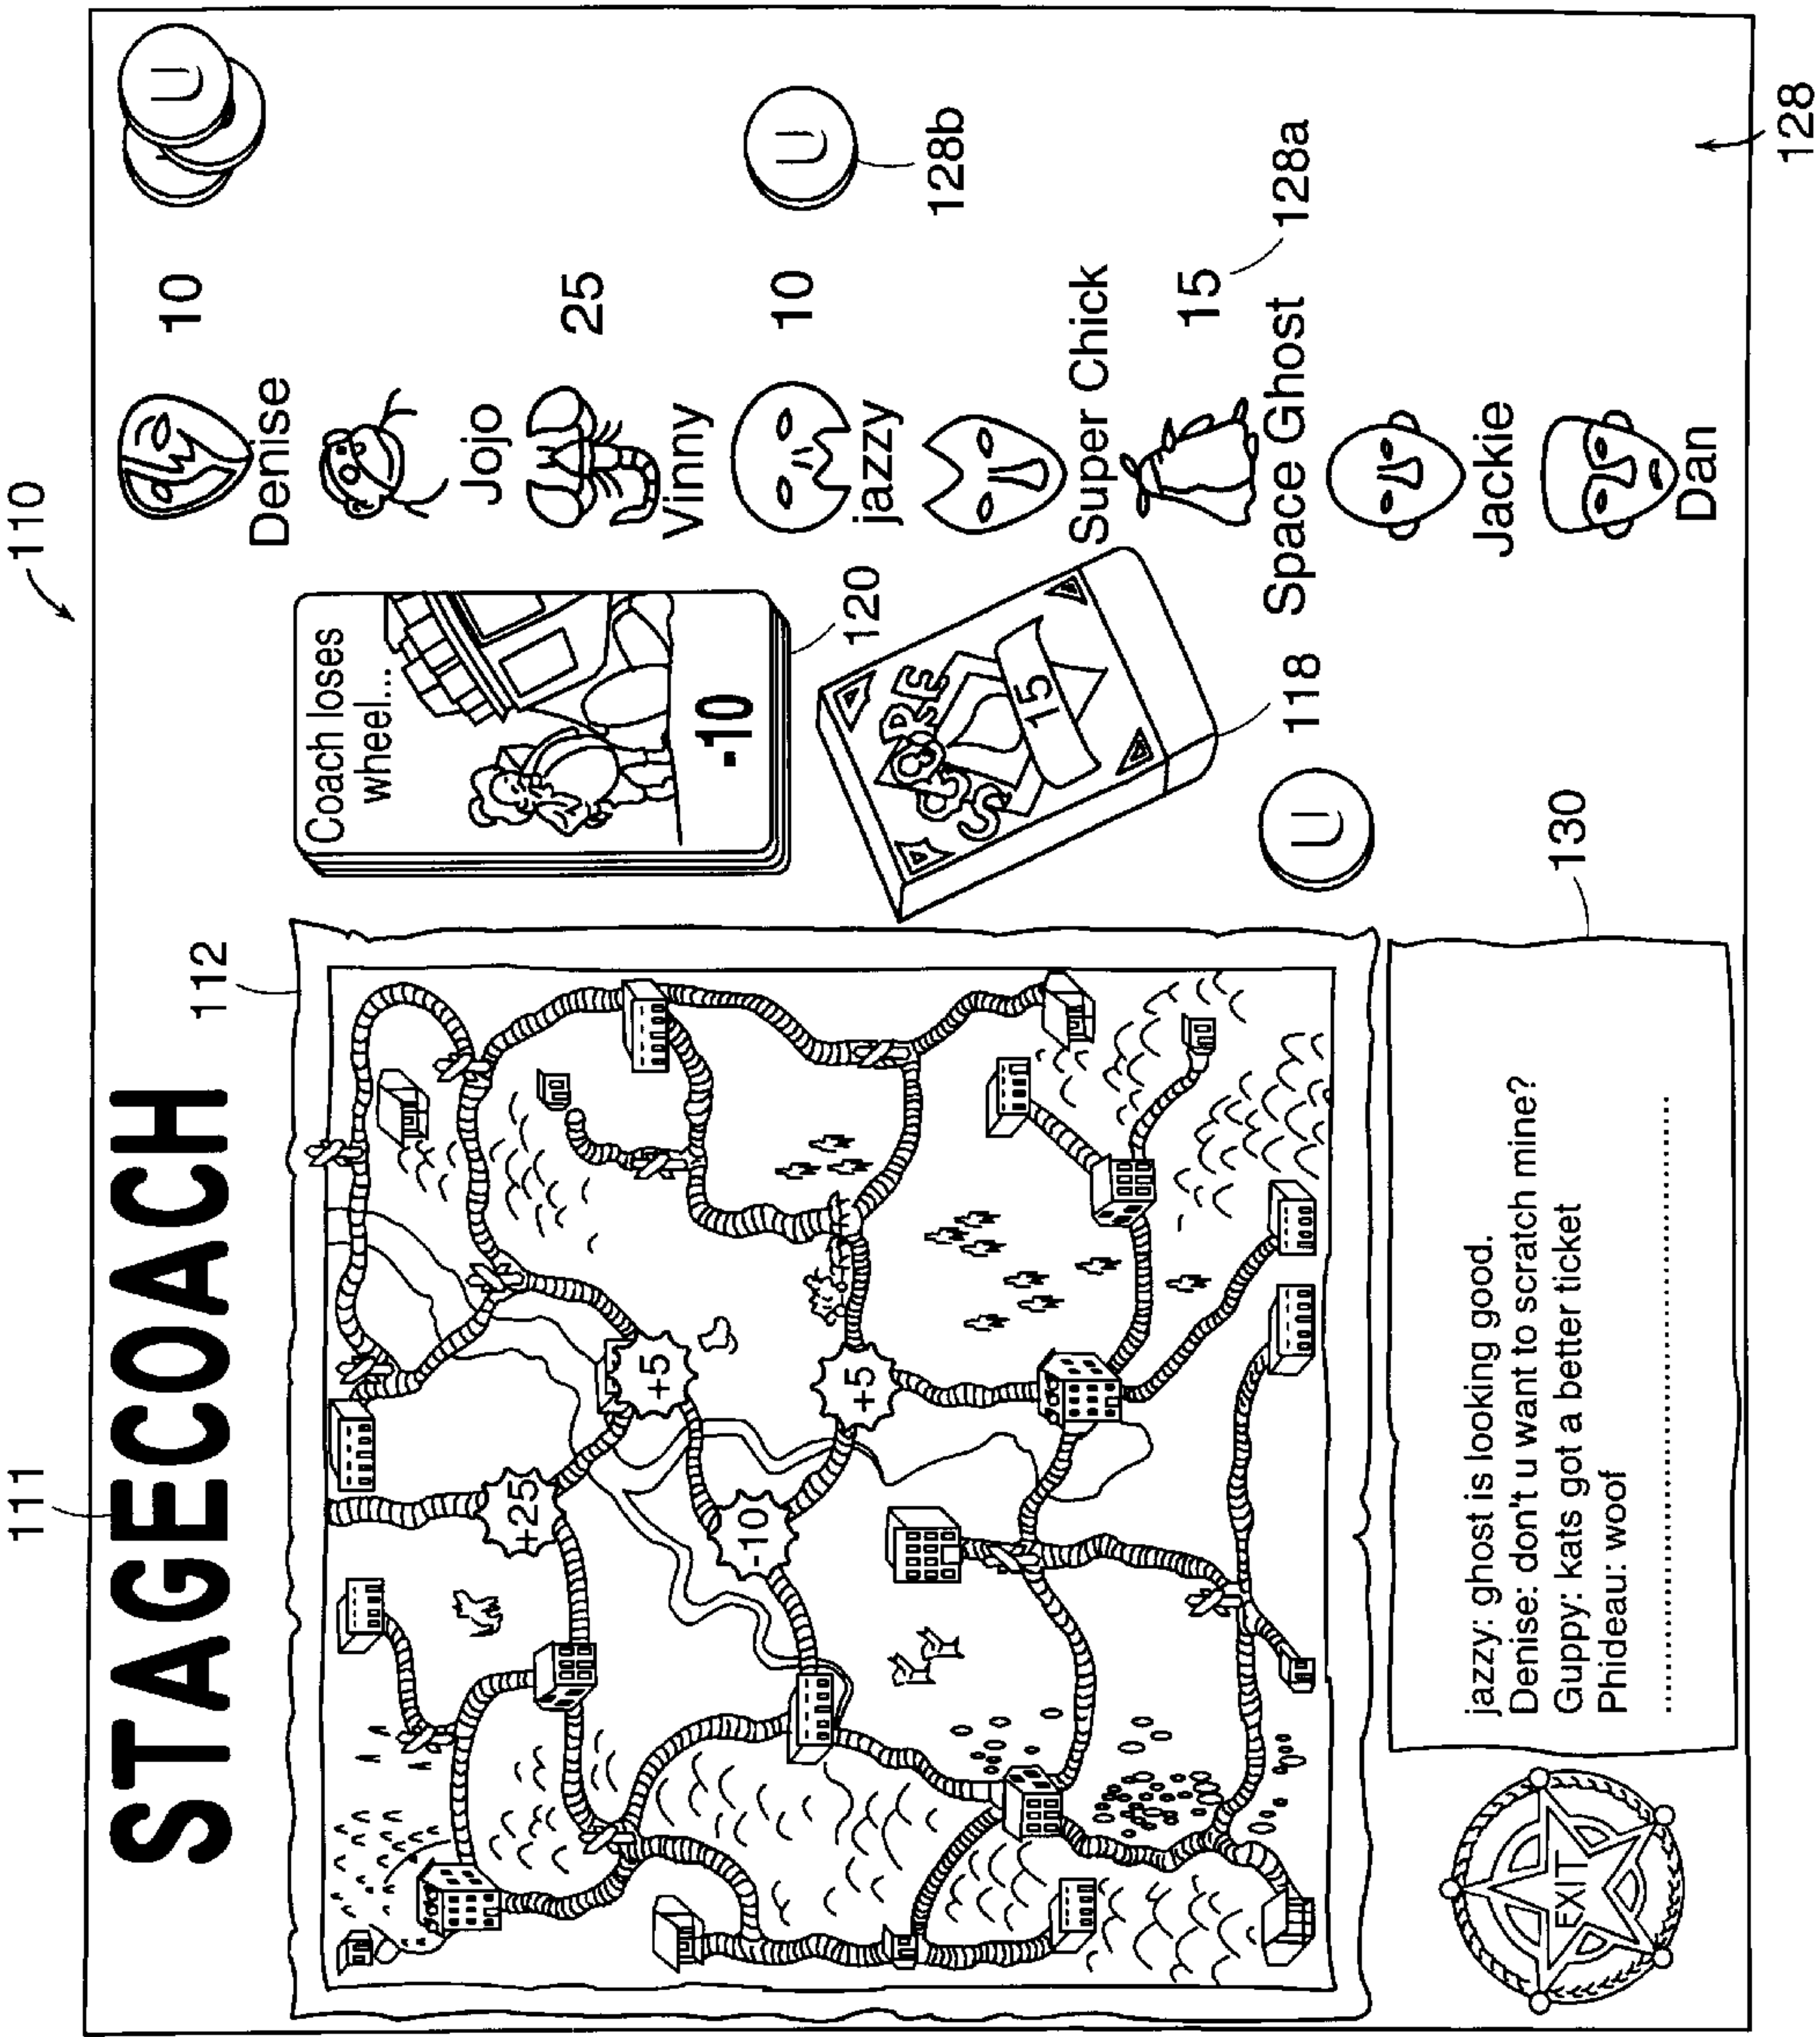 110
111
STAGECOACH
112
+25
+5
-10
+5
Coach loses
wheel...
-10
120
SCORE
15
118
U
Denise
10
U
Jojo
Vinny
25
jazzy
10
U
128b
Super Chick
Space Ghost
15
128a
Jackie
Dan
128
EXIT
jazzy: ghost is looking good.
Denise: don't u want to scratch mine?
Guppy: kats got a better ticket
Phideau: woof
130